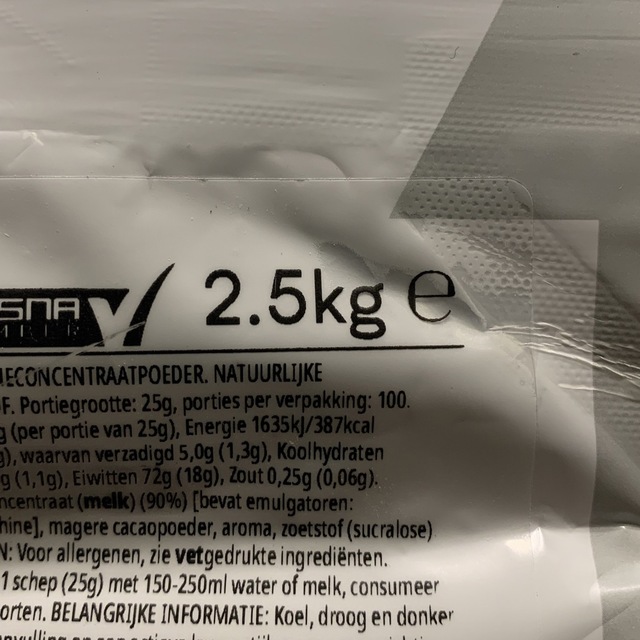 SNA
2.5kg ℮
NATUURLIJKE
F. Portiegrootte: 25g, porties per verpakking: 100.
g (per portie van 25g), Energie 1635kJ/387kcal
g), waarvan verzadigd 5,0g (1,3g), Koolhydraten
g (1,1g), Eiwitten 72g (18g), Zout 0,25g (0,06g).
ncentraat (melk) (90%) [bevat emulgatoren:
hine], magere cacaopoeder, aroma, zoetstof (sucralose)
N: Voor allergenen, zie vetgedrukte ingrediënten.
1 schep (25g) met 150-250ml water of melk, consumeer
orten. BELANGRIJKE INFORMATIE: Koel, droog en donker